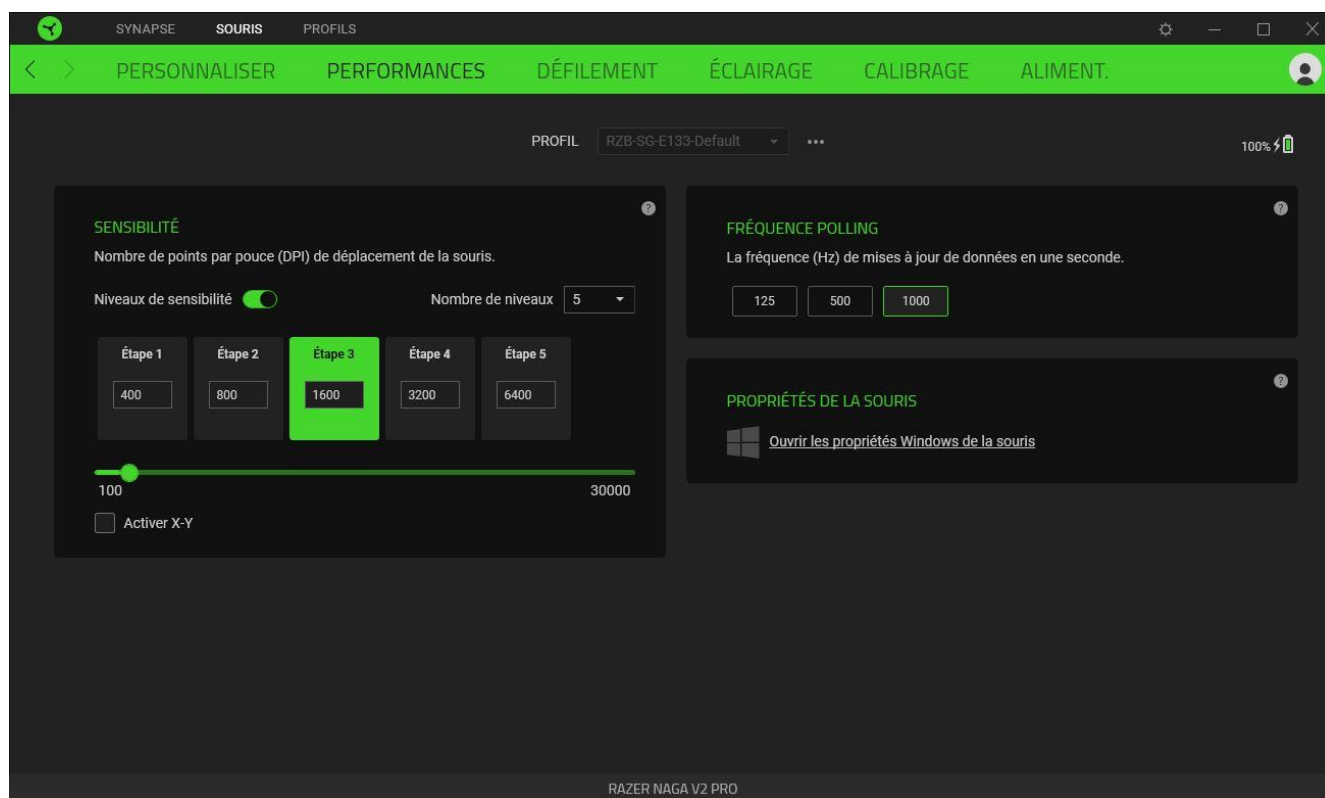 SYNAPSE SOURIS PROFILS
PERSONNALISER PERFORMANCES DÉFILEMENT ÉCLAIRAGE CALIBRAGE ALIMENT.
PROFIL RZB-SG-E133-Default
100%
SENSIBILITÉ
Nombre de points par pouce (DPI) de déplacement de la souris.
Niveaux de sensibilité Nombre de niveaux 5
Étape 1 Étape 2 Étape 3 Étape 4 Étape 5
400 800 1600 3200 6400
100 30000
Activer X-Y
FRÉQUENCE POLLING
La fréquence (Hz) de mises à jour de données en une seconde.
125 500 1000
PROPRIÉTÉS DE LA SOURIS
Ouvrir les propriétés Windows de la souris
RAZER NAGA V2 PRO